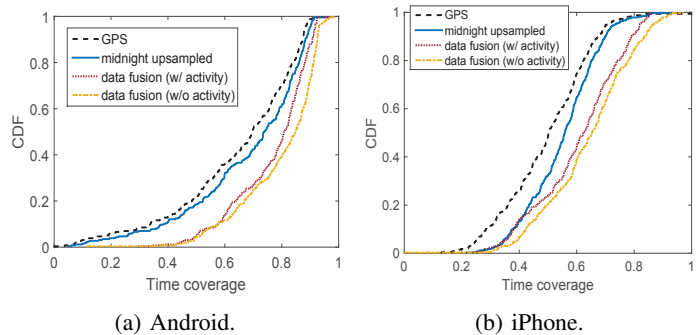 GPS
midnight upsampled
data fusion (w/ activity)
data fusion (w/o activity)
CDF
1
0.8
0.6
0.4
0.2
0
0 0.2 0.4 0.6 0.8 1
Time coverage
(a) Android.
GPS
midnight upsampled
data fusion (w/ activity)
data fusion (w/o activity)
CDF
1
0.8
0.6
0.4
0.2
0
0 0.2 0.4 0.6 0.8 1
Time coverage
(b) iPhone.